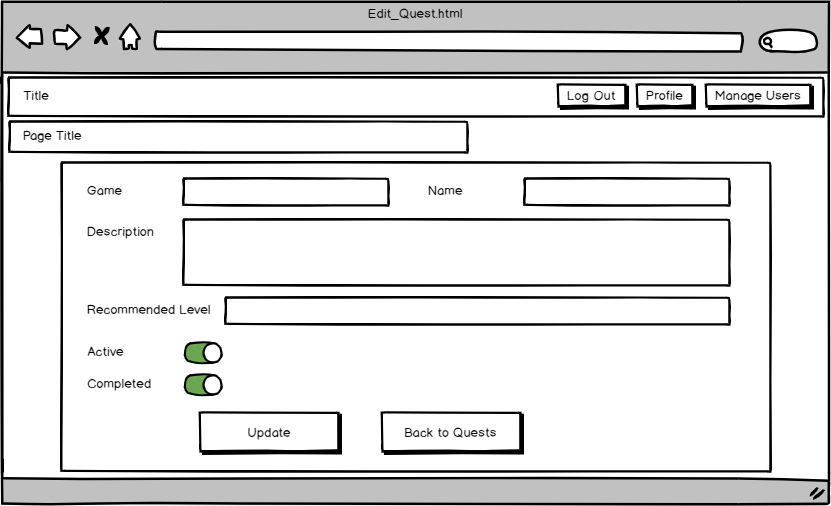 Edit_Quest.html
Title
Log Out
Profile
Manage Users
Page Title
Game
Name
Description
Recommended Level
Active
Completed
Update
Back to Quests